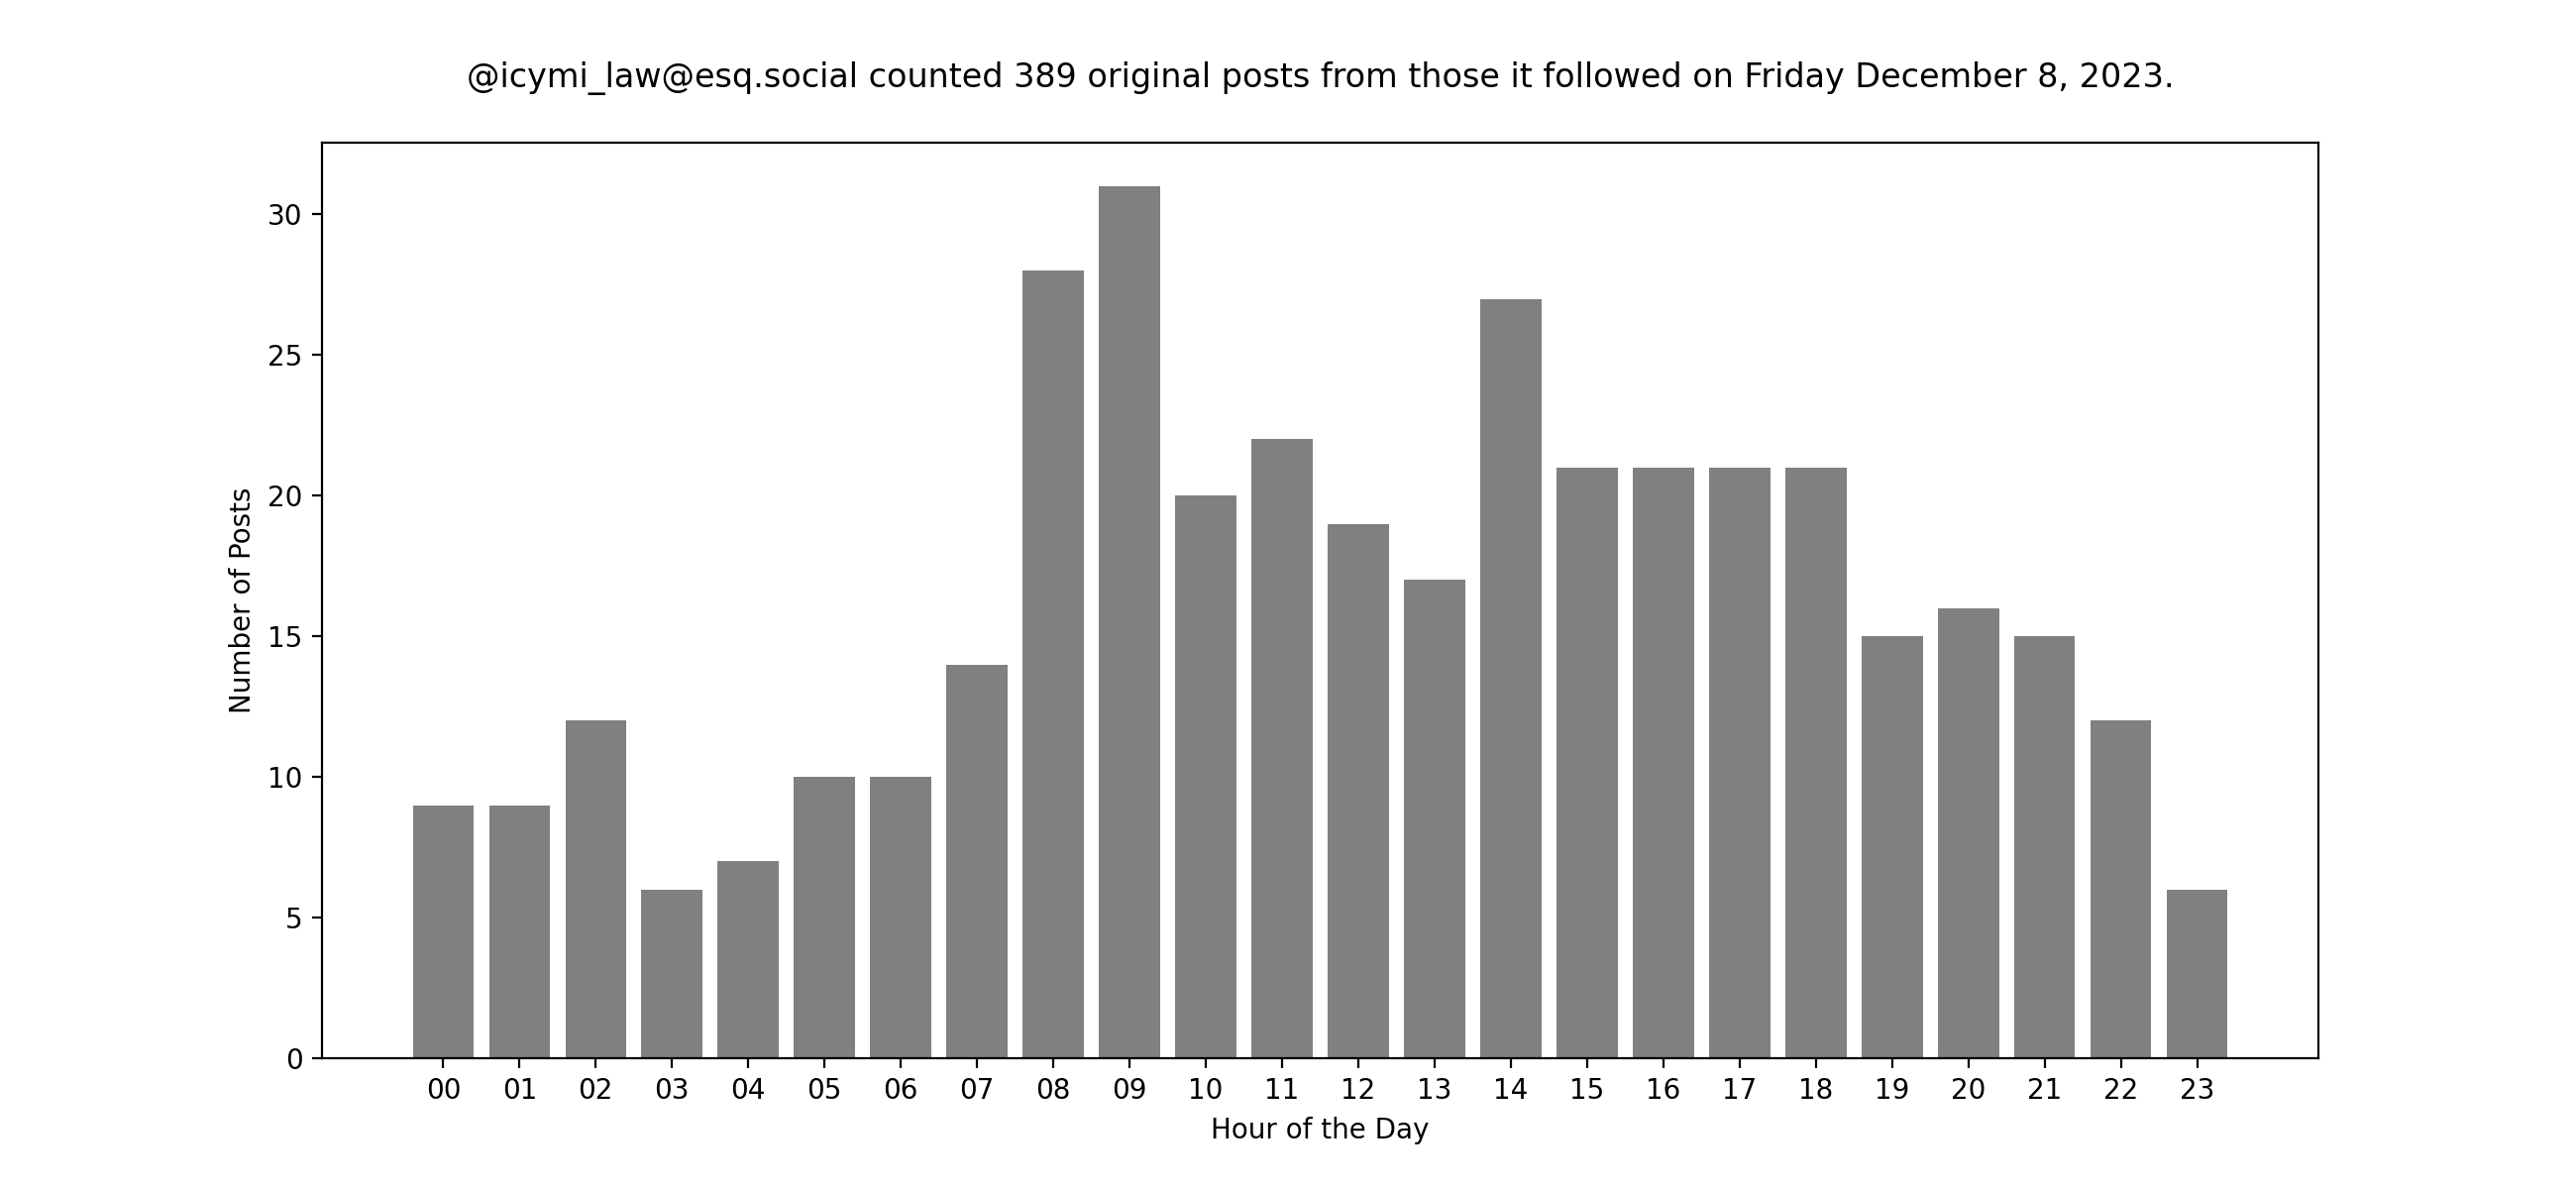 @icymi_law@esq.social counted 389 original posts from those it followed on Friday December 8, 2023.
30
25
20
15
10
5
0
Number of Posts
00 01 02 03 04 05 06 07 08 09 10 11 12 13 14 15 16 17 18 19 20 21 22 23
Hour of the Day